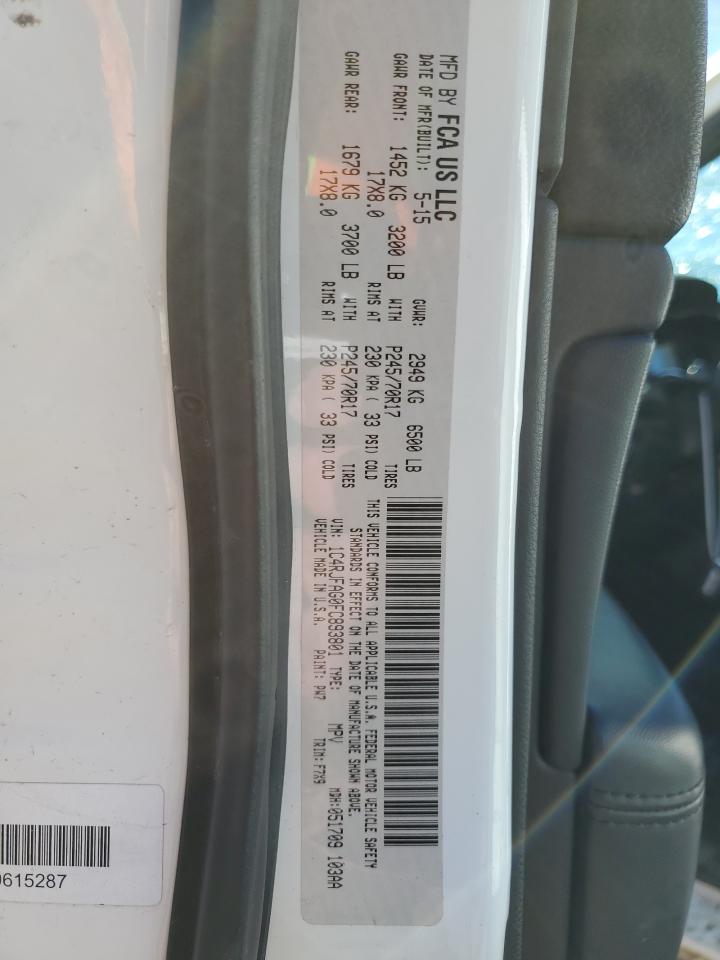 MFD BY FCA US LLC
DATE OF MFR(BUILT): 5-15 GVWR: 2949 KG 6500 LB
GAWR FRONT: 1452 KG 3200 LB WITH P245/70R17 TIRES
17X8.0 RIMS AT 230 KPA ( 33 PSI) COLD
GAWR REAR: 1679 KG 3700 LB WITH P245/70R17 TIRES
17X8.0 RIMS AT 230 KPA ( 33 PSI) COLD
THIS VEHICLE CONFORMS TO ALL APPLICABLE U.S.A. FEDERAL MOTOR VEHICLE SAFETY
STANDARDS IN EFFECT ON THE DATE OF MANUFACTURE SHOWN ABOVE.
VIN: 1C4RJFAG0FC893801 TYPE: MPV MDH:051709 103AA
VEHICLE MADE IN U.S.A. PAINT: PW7 TRIM:F7X9
0615287